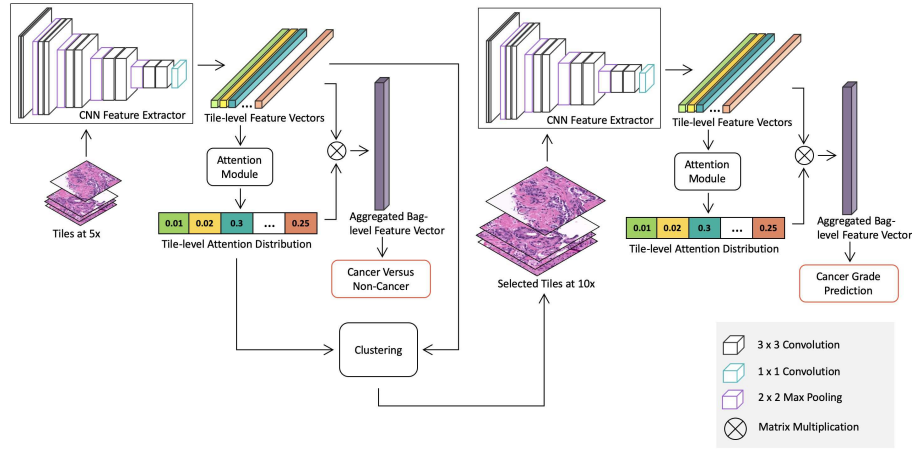 CNN Feature Extractor
Tiles at 5x
Tile-level Feature Vectors
...
Attention
Module
0.01 0.02 0.3 ... 0.25
Tile-level Attention Distribution
Aggregated Bag-
level Feature Vector
Cancer Versus
Non-Cancer
Clustering
CNN Feature Extractor
Selected Tiles at 10x
Tile-level Feature Vectors
...
Attention
Module
0.01 0.02 0.3 ... 0.25
Tile-level Attention Distribution
Aggregated Bag-
level Feature Vector
Cancer Grade
Prediction
3 x 3 Convolution
1 x 1 Convolution
2 x 2 Max Pooling
Matrix Multiplication